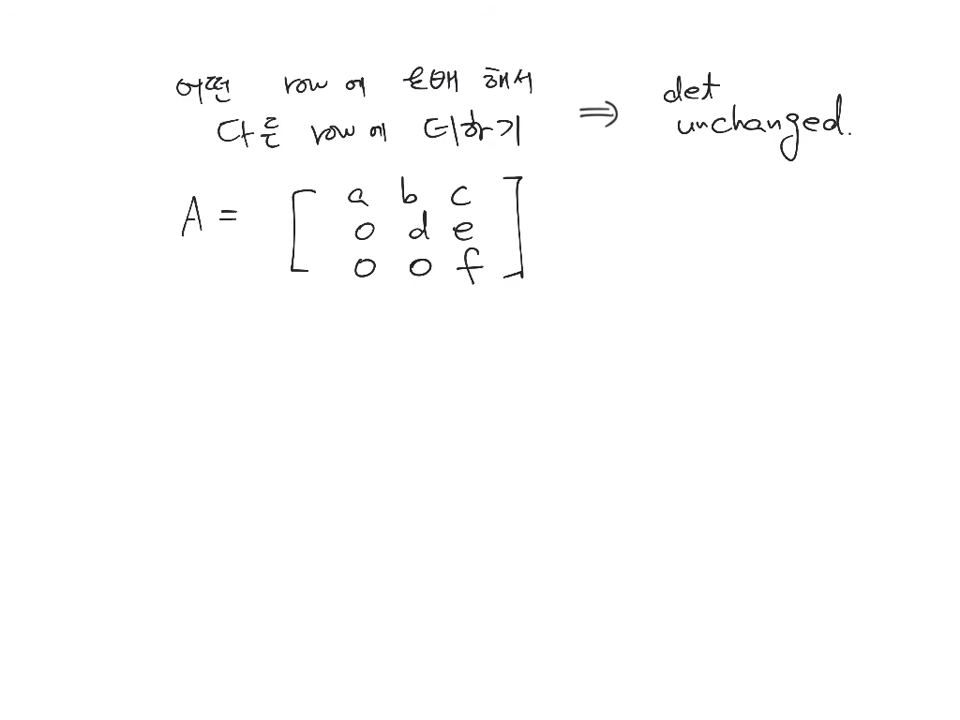 어떤 row에 몇배 해서 ⇒ det
다른 row에 더하기 unchanged.
A = [ a b c
0 d e
0 0 f ]